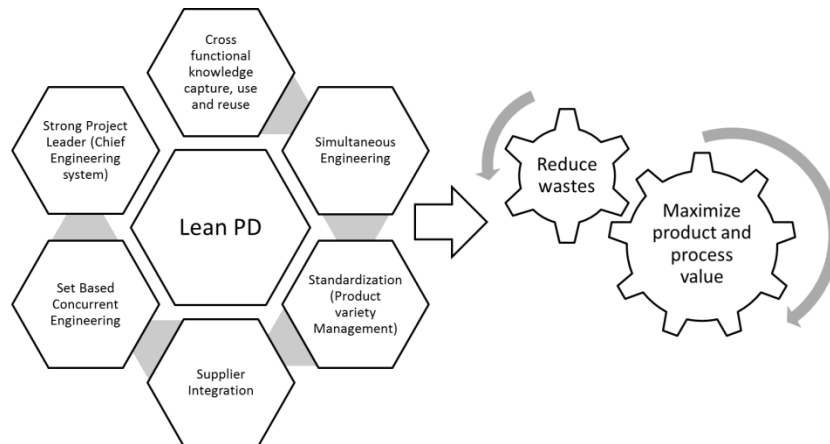 Cross
functional
knowledge
capture, use
and reuse
Strong Project
Leader (Chief
Engineering
system)
Simultaneous
Engineering
Lean PD
Set Based
Concurrent
Engineering
Standardization
(Product
variety
Management)
Supplier
Integration
Reduce
wastes
Maximize
product and
process
value